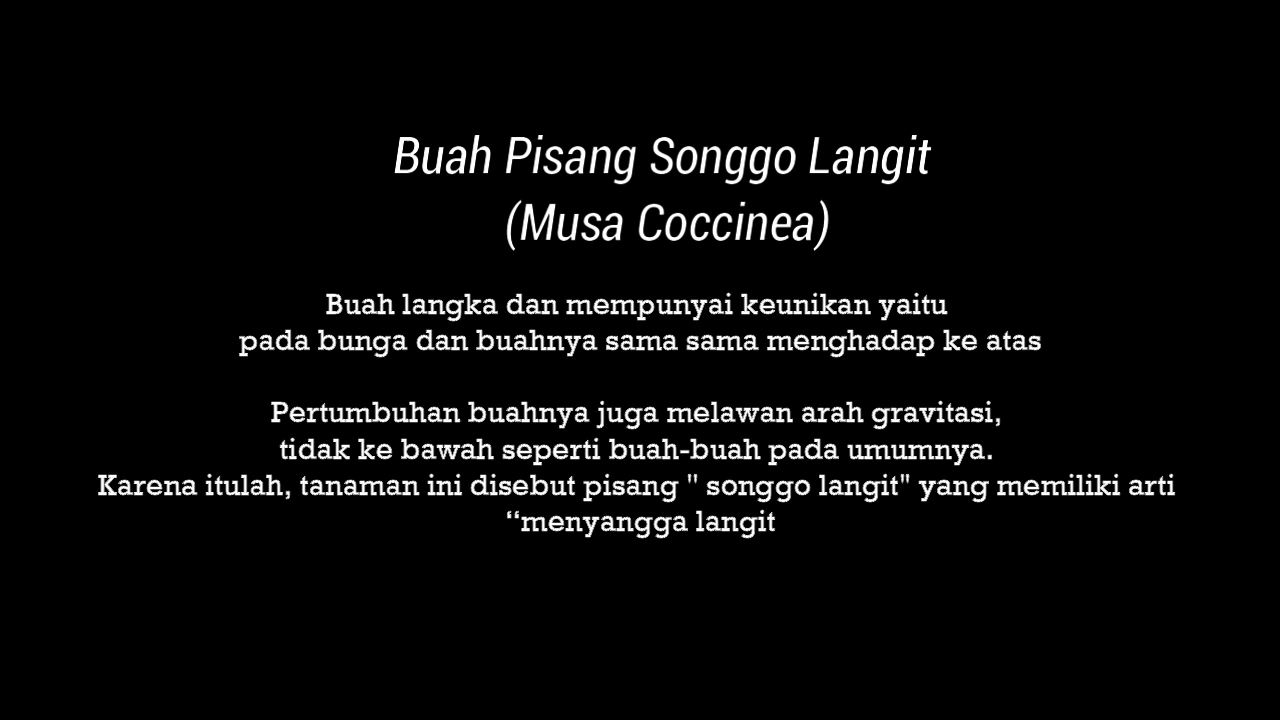 Buah Pisang Songgo Langit
(Musa Coccinea)
Buah langka dan mempunyai keunikan yaitu
pada bunga dan buahnya sama sama menghadap ke atas
Pertumbuhan buahnya juga melawan arah gravitasi,
tidak ke bawah seperti buah-buah pada umumnya.
Karena itulah, tanaman ini disebut pisang " songgo langit" yang memiliki arti
“menyangga langit